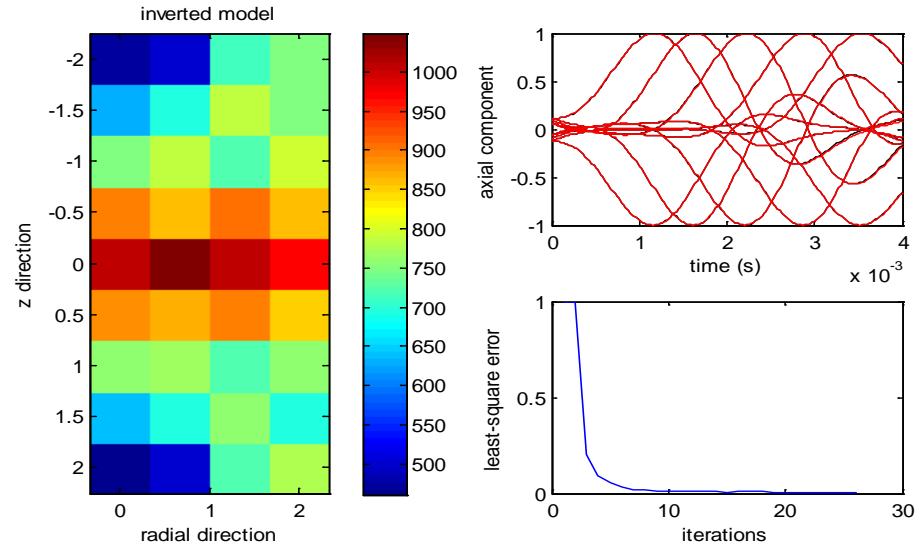 inverted model
-2
-1.5
-1
-0.5
0
0.5
1
1.5
2
z direction
0 1 2
radial direction
1000
950
900
850
800
750
700
650
600
550
500
1
0.5
0
-0.5
-1
axial component
0 1 2 3 4
time (s)
x 10^-3
1
0.5
0
least-square error
0 10 20 30
iterations